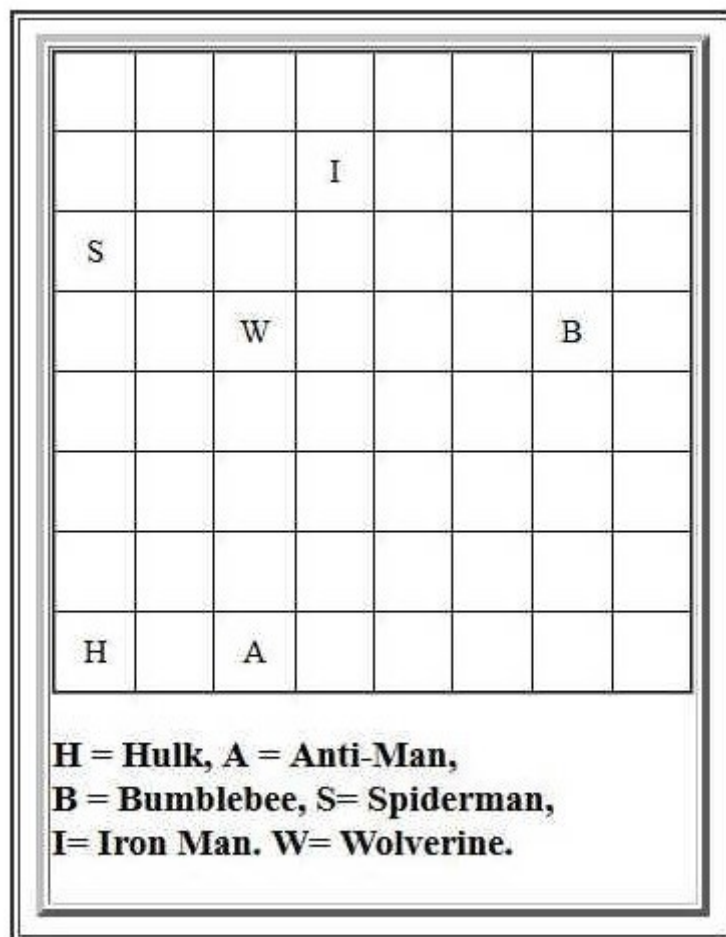 I
S
W B
H A
H = Hulk, A = Anti-Man,
B = Bumblebee, S= Spiderman,
I= Iron Man. W= Wolverine.